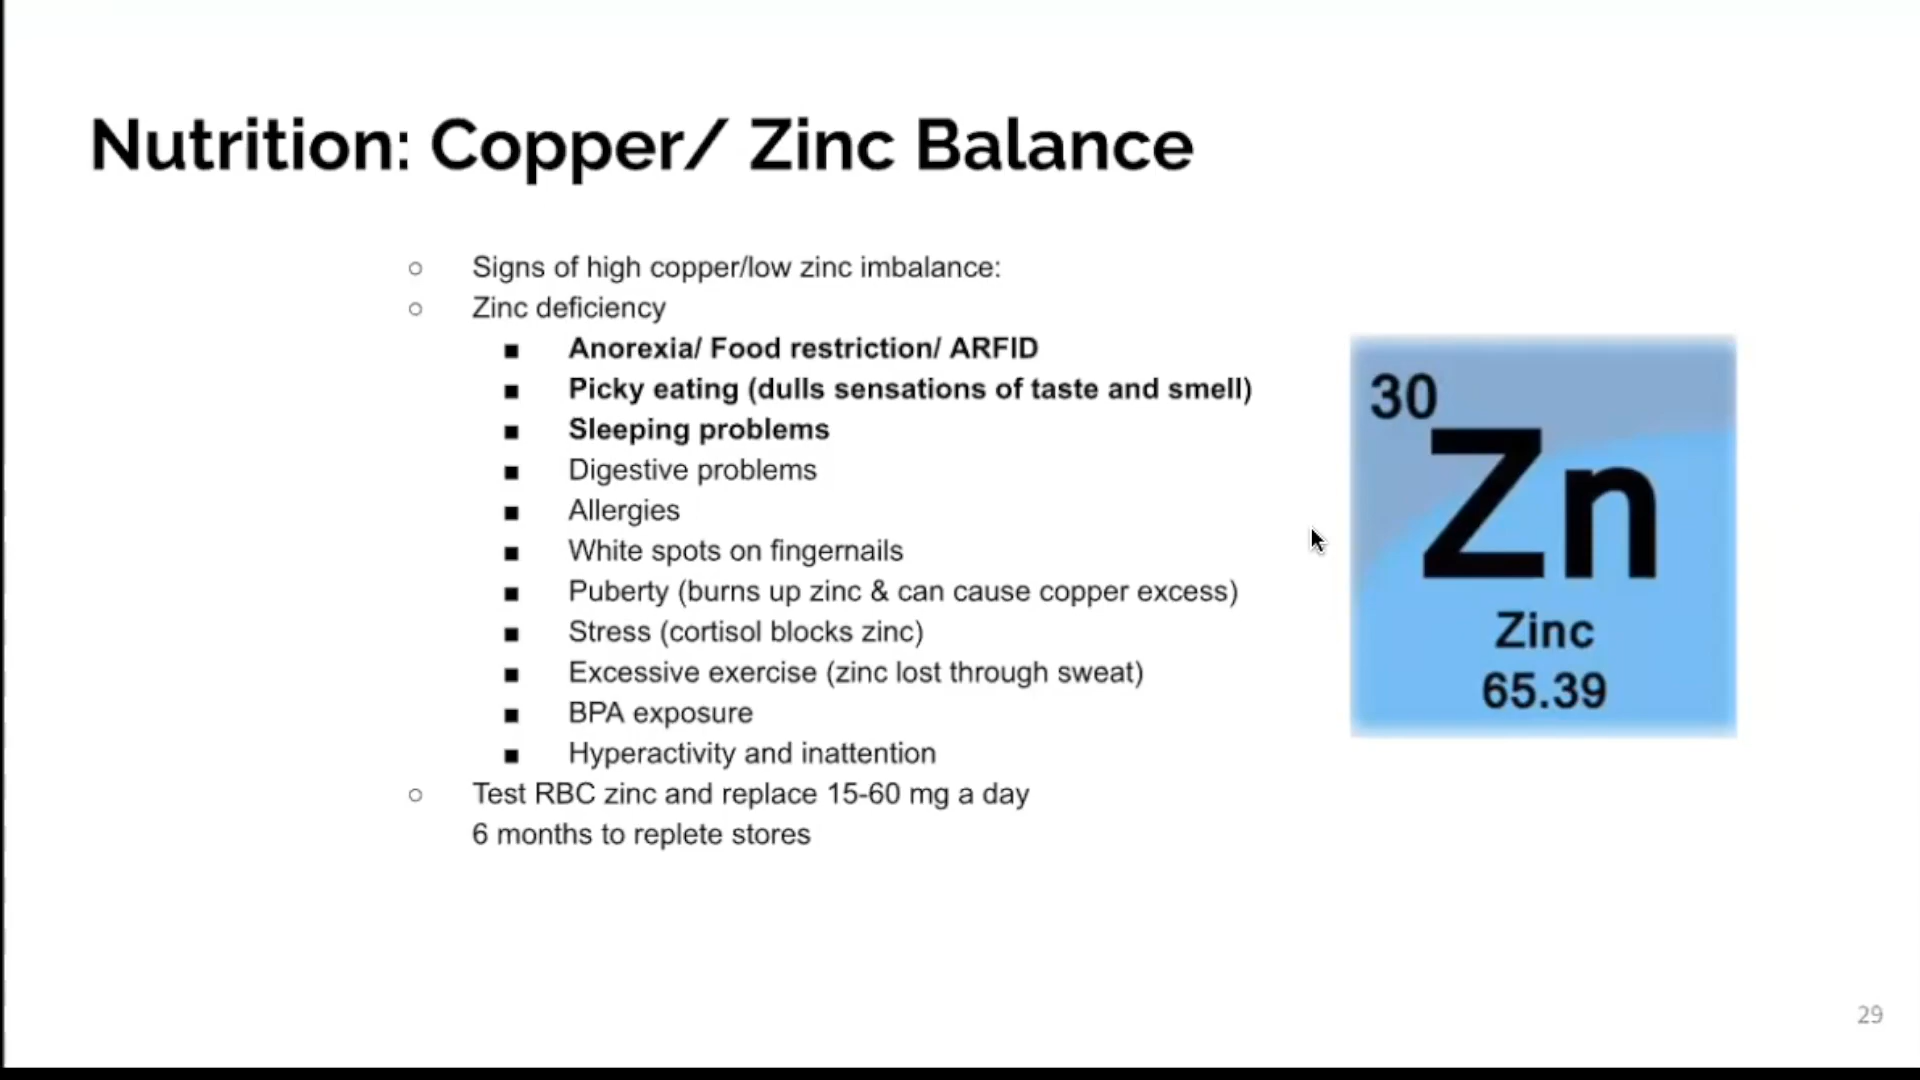 Nutrition: Copper/ Zinc Balance
○ Signs of high copper/low zinc imbalance:
○ Zinc deficiency
■ Anorexia/ Food restriction/ ARFID
■ Picky eating (dulls sensations of taste and smell)
■ Sleeping problems
■ Digestive problems
■ Allergies
■ White spots on fingernails
■ Puberty (burns up zinc & can cause copper excess)
■ Stress (cortisol blocks zinc)
■ Excessive exercise (zinc lost through sweat)
■ BPA exposure
■ Hyperactivity and inattention
○ Test RBC zinc and replace 15-60 mg a day
6 months to replete stores
30
Zn
Zinc
65.39
29